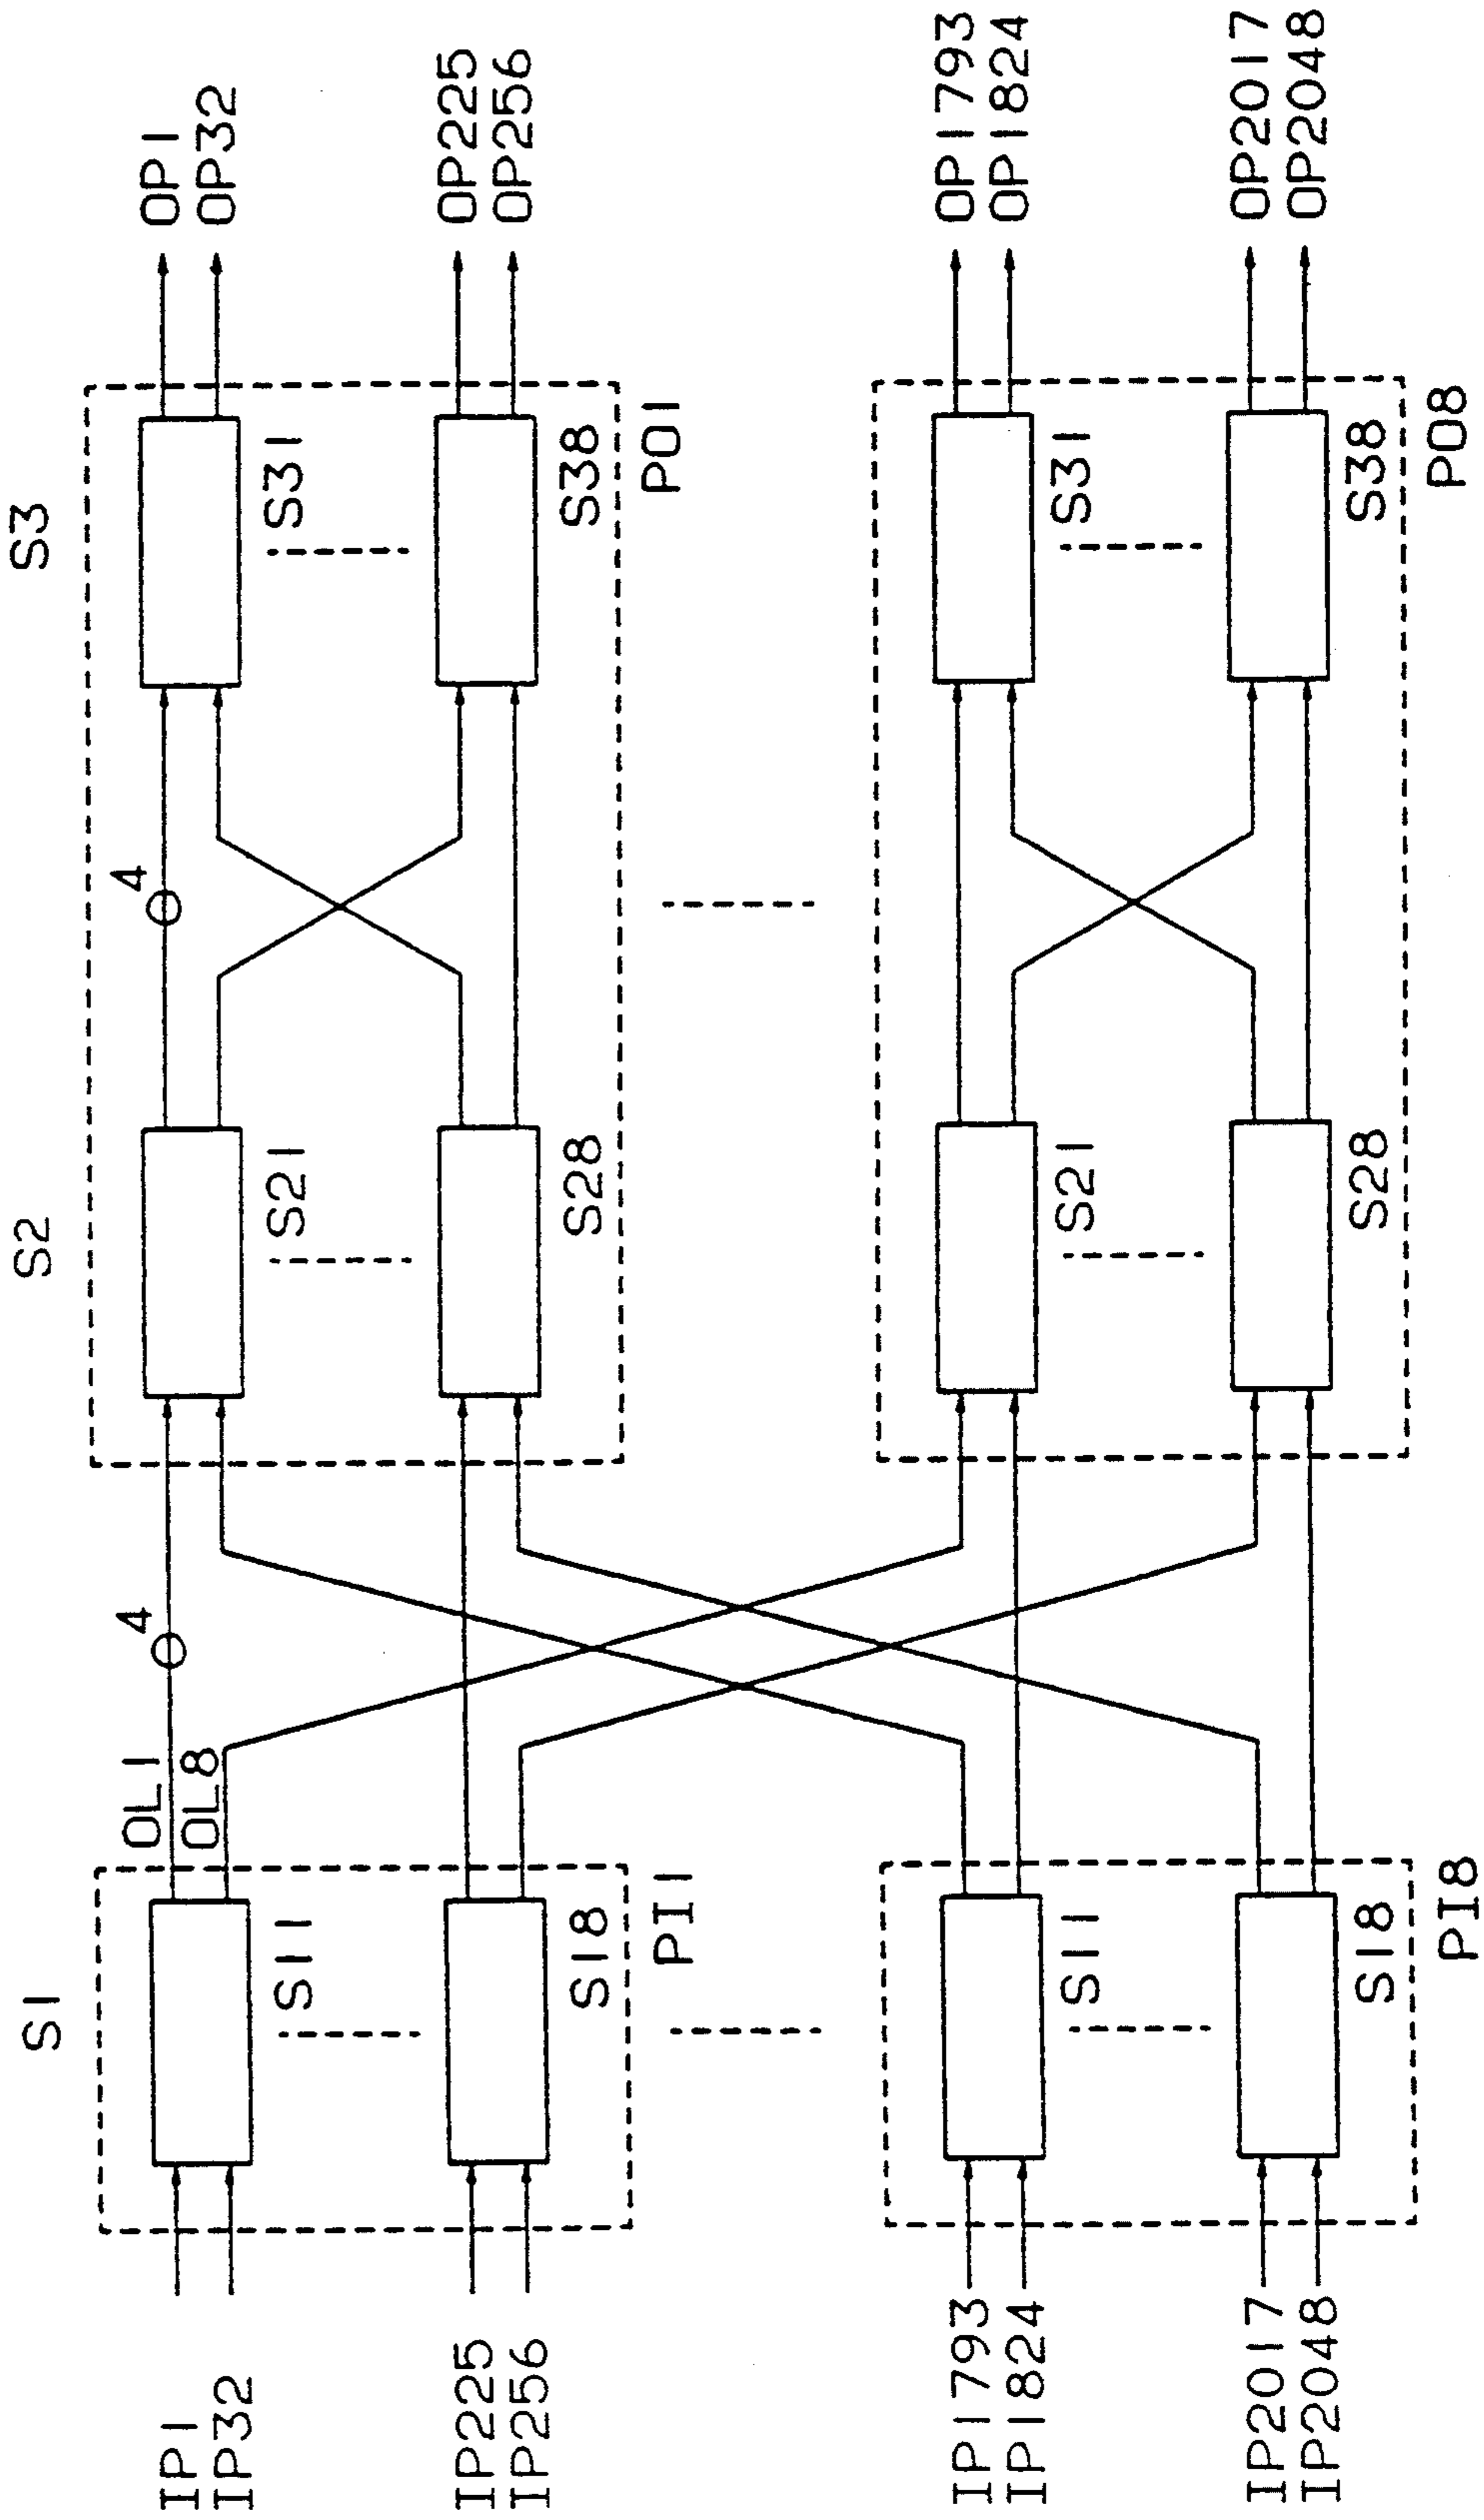 S1
S2
S3
IP1
IP32
OL1
OL8
4
4
OP1
OP32
S11
S21
S31
IP225
IP256
OP225
OP256
S18
S28
S38
PI1
PO1
IP1793
IP1824
OP1793
OP1824
S11
S21
S31
IP2017
IP2048
OP2017
OP2048
S18
S28
S38
PI8
PO8